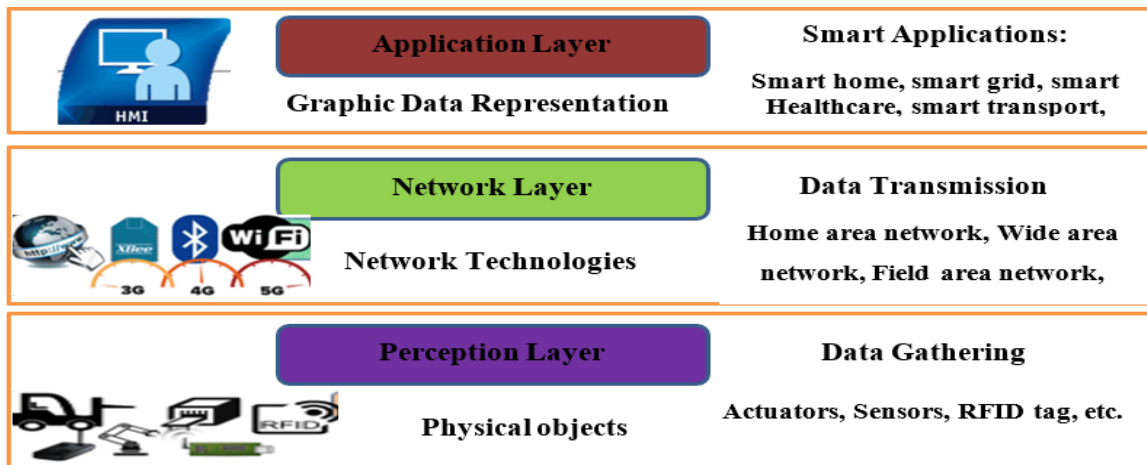 Application Layer
Graphic Data Representation
HMI
Smart Applications:
Smart home, smart grid, smart
Healthcare, smart transport,
Network Layer
Network Technologies
http://www
XBee
WiFi
3G
4G
5G
Data Transmission
Home area network, Wide area
network, Field area network,
Perception Layer
Physical objects
RFID
Data Gathering
Actuators, Sensors, RFID tag, etc.